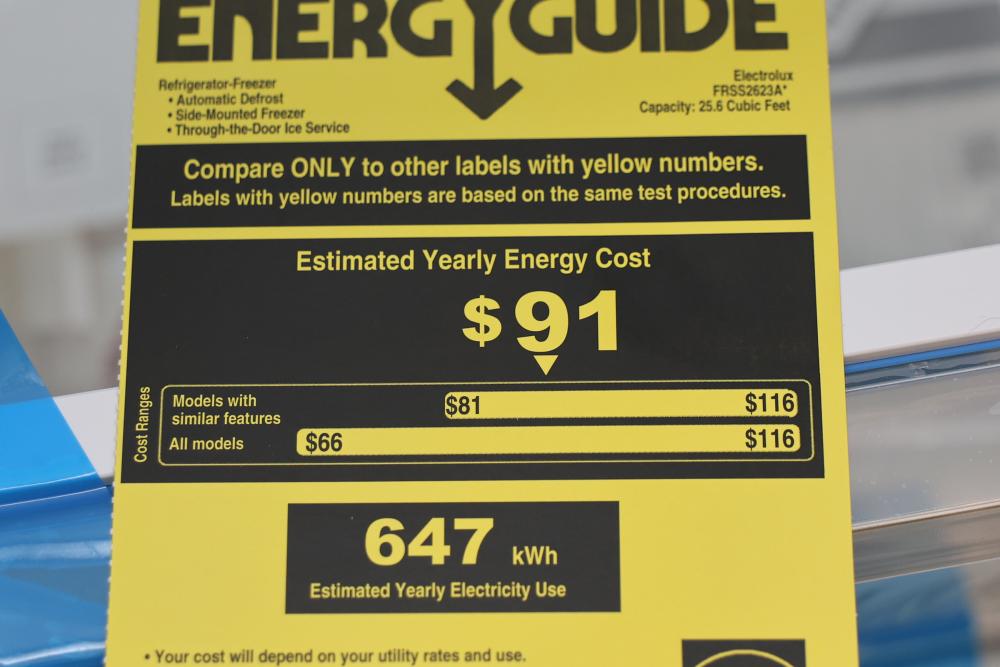 ENERGYGUIDE
Refrigerator-Freezer
• Automatic Defrost
• Side-Mounted Freezer
• Through-the-Door Ice Service
Electrolux
FRSS2623A*
Capacity: 25.6 Cubic Feet
Compare ONLY to other labels with yellow numbers.
Labels with yellow numbers are based on the same test procedures.
Estimated Yearly Energy Cost
$91
Cost Ranges
Models with
similar features
$81 $116
All models $66 $116
647 kWh
Estimated Yearly Electricity Use
• Your cost will depend on your utility rates and use.